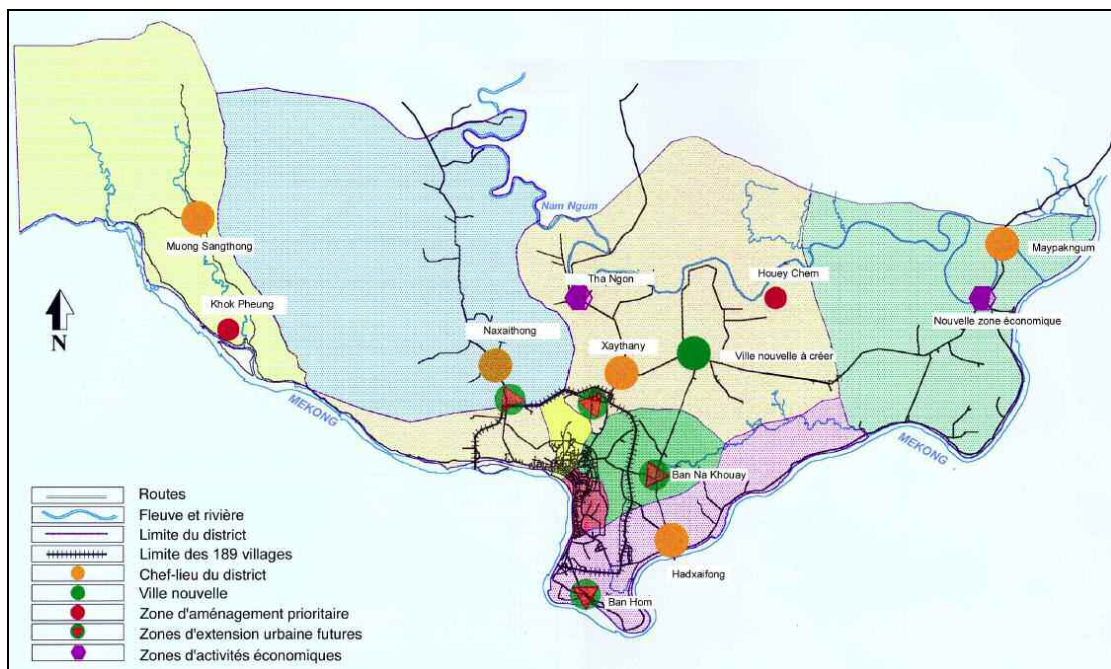 Nam Ngum
Muong Sangthong
Maypakngum
Tha Ngon
Houey Chem
Khok Pheung
Nouvelle zone économique
Naxaithong
Xaythany
Ville nouvelle à créer
N
MEKONG
MEKONG
Ban Na Khouay
Hadxaifong
Ban Hom
Routes
Fleuve et rivière
Limite du district
Limite des 189 villages
Chef-lieu du district
Ville nouvelle
Zone d'aménagement prioritaire
Zones d'extension urbaine futures
Zones d'activités économiques